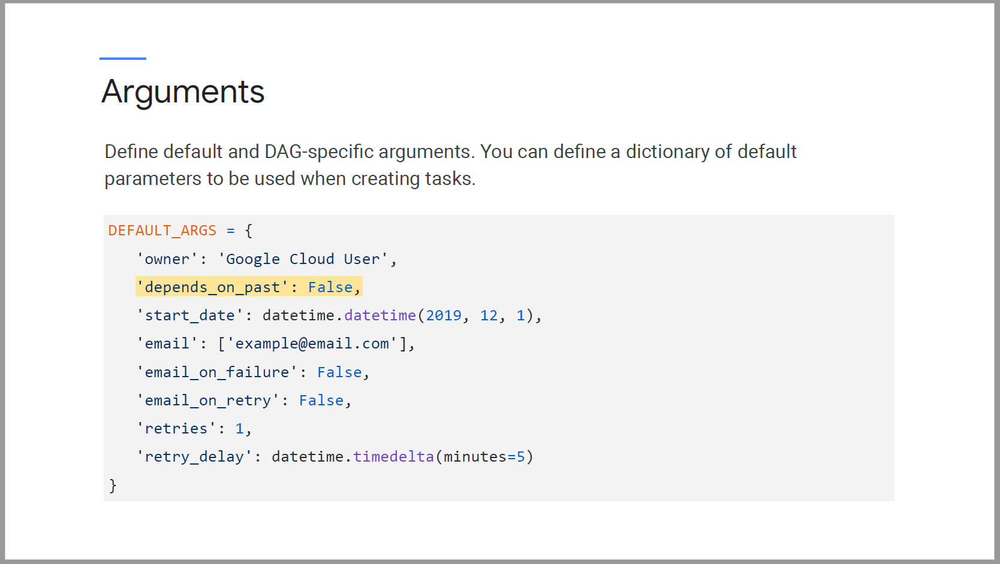 Arguments
Define default and DAG-specific arguments. You can define a dictionary of default
parameters to be used when creating tasks.
DEFAULT_ARGS = {
'owner': 'Google Cloud User',
'depends_on_past': False,
'start_date': datetime.datetime(2019, 12, 1),
'email': ['example@email.com'],
'email_on_failure': False,
'email_on_retry': False,
'retries': 1,
'retry_delay': datetime.timedelta(minutes=5)
}